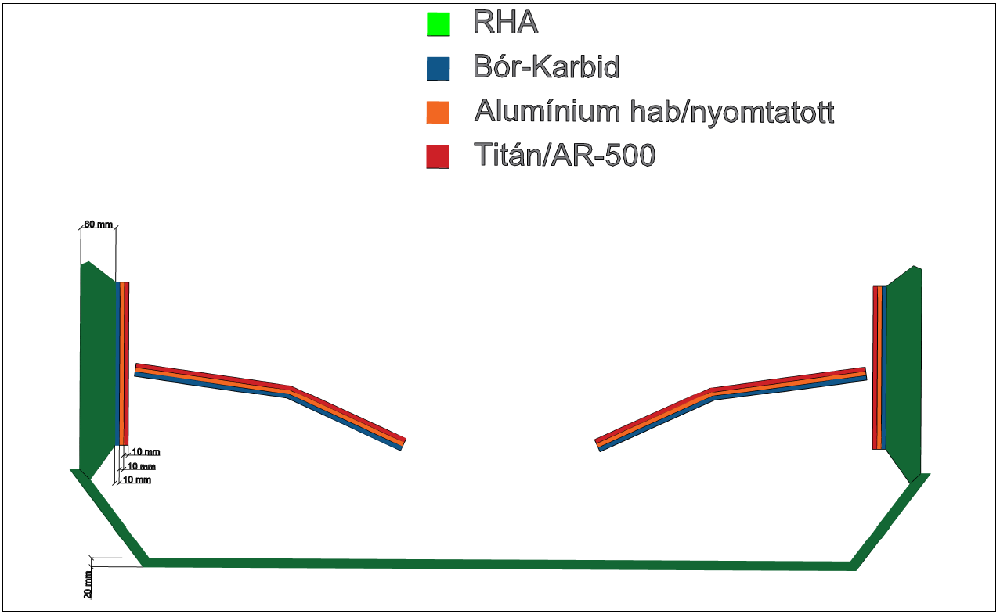 RHA
Bór-Karbid
Alumínium hab/nyomtatott
Titán/AR-500
80 mm
10 mm
10 mm
10 mm
20 mm